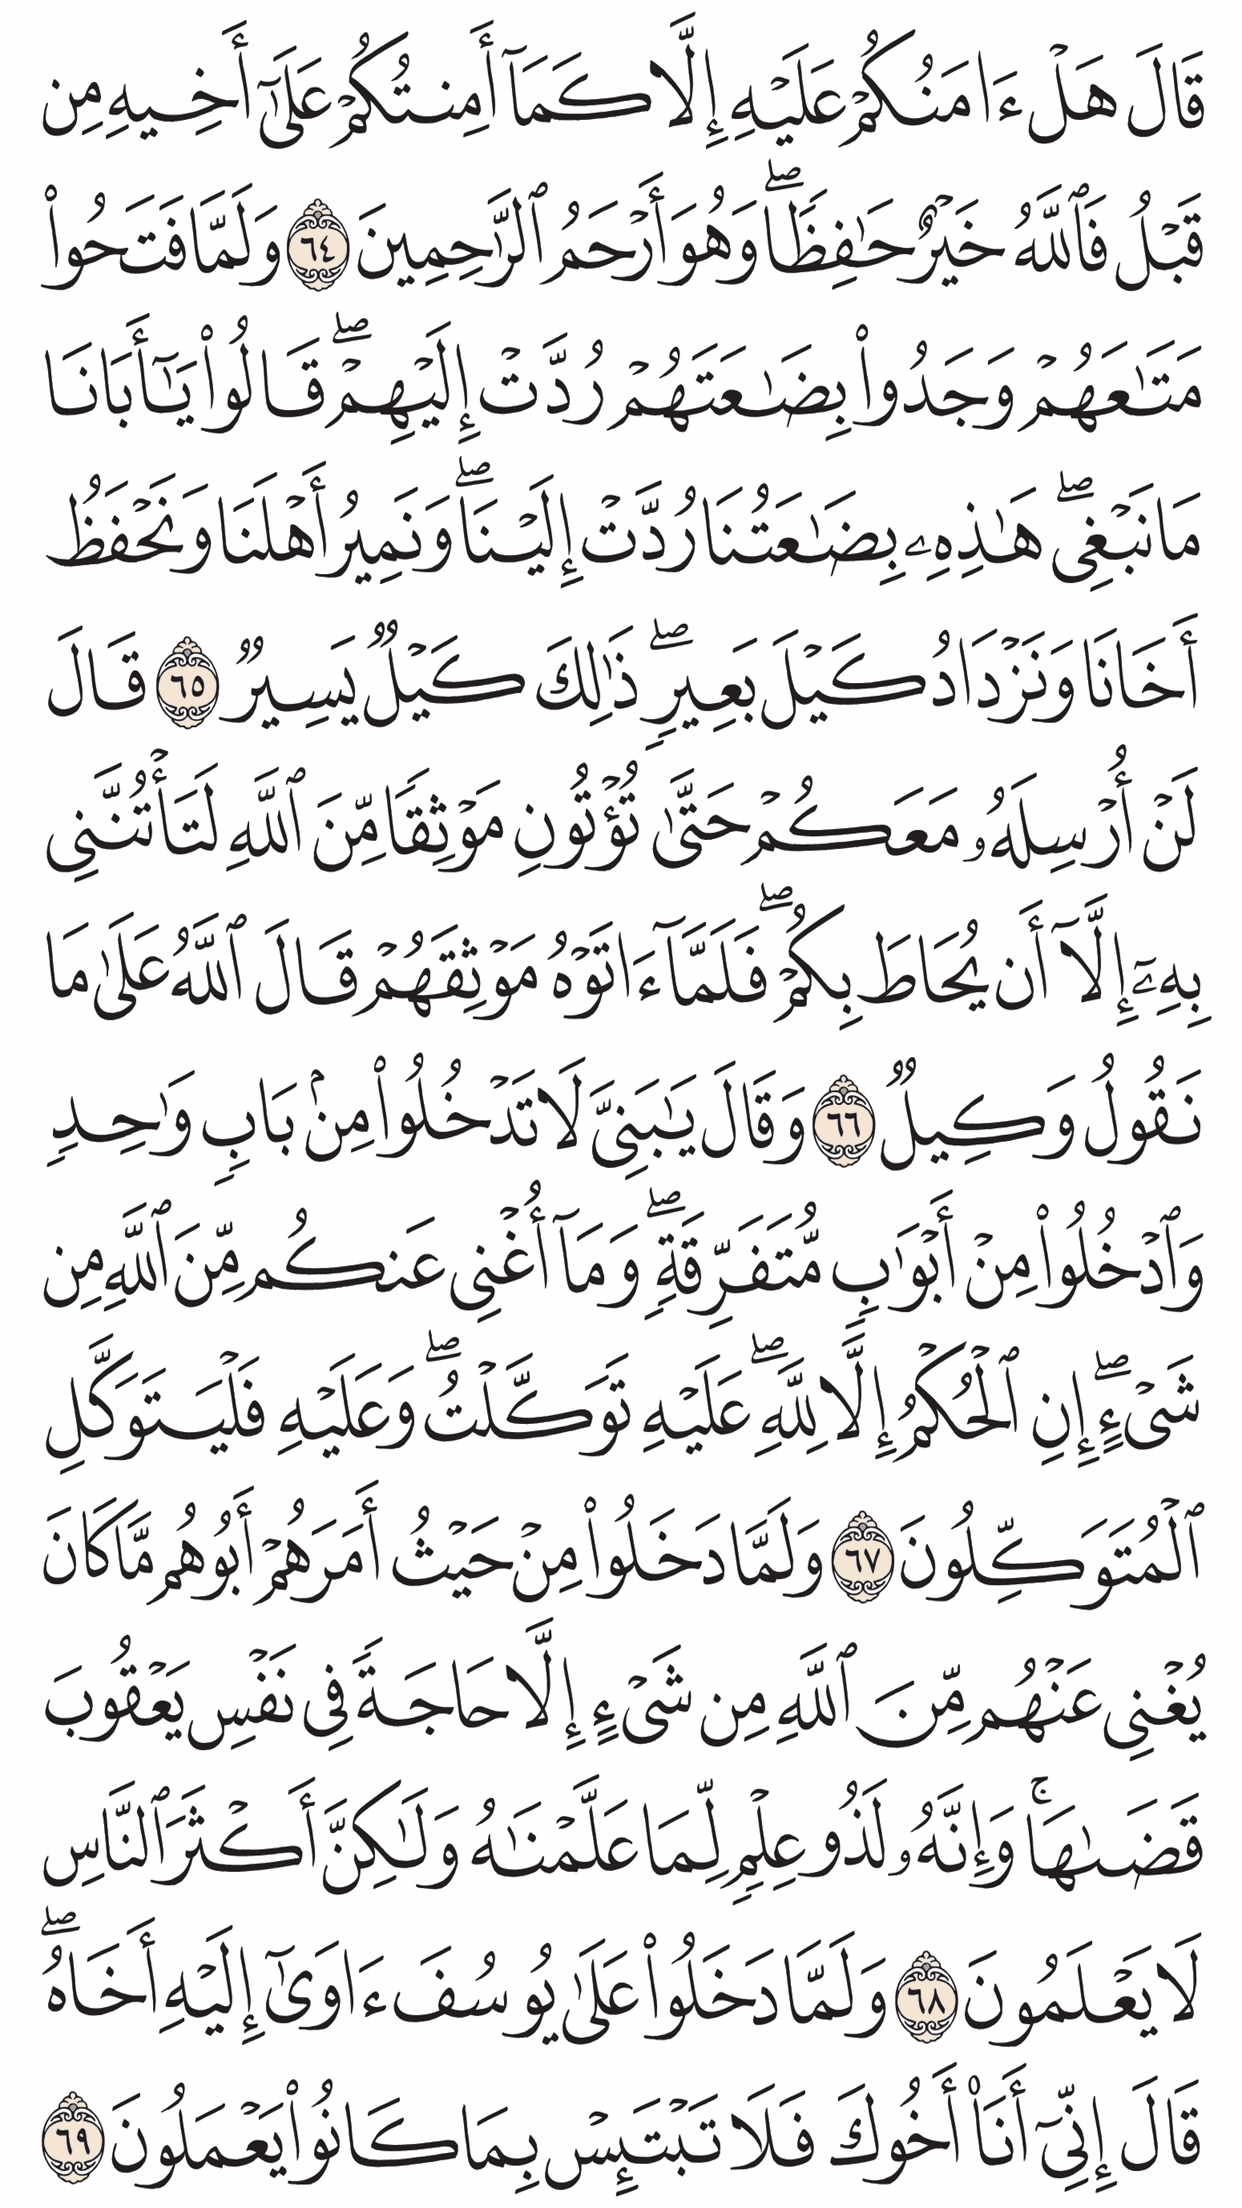 قَالَ هَلْ ءَامَنُكُمْ عَلَيْهِ إِلَّا كَمَآ أَمِنتُكُمْ عَلَىٰٓ أَخِيهِ مِن
قَبْلُ فَٱللَّهُ خَيْرٌ حَٰفِظًا ۖ وَهُوَ أَرْحَمُ ٱلرَّٰحِمِينَ ٦٤ وَلَمَّا فَتَحُوا۟
مَتَٰعَهُمْ وَجَدُوا۟ بِضَٰعَتَهُمْ رُدَّتْ إِلَيْهِمْ ۖ قَالُوا۟ يَٰٓأَبَانَا
مَا نَبْغِى ۖ هَٰذِهِۦ بِضَٰعَتُنَا رُدَّتْ إِلَيْنَا ۖ وَنَمِيرُ أَهْلَنَا وَنَحْفَظُ
أَخَانَا وَنَزْدَادُ كَيْلَ بَعِيرٍ ۖ ذَٰلِكَ كَيْلٌ يَسِيرٌ ٦٥ قَالَ
لَنْ أُرْسِلَهُۥ مَعَكُمْ حَتَّىٰ تُؤْتُونِ مَوْثِقًا مِّنَ ٱللَّهِ لَتَأْتُنَّنِى
بِهِۦٓ إِلَّآ أَن يُحَاطَ بِكُمْ ۖ فَلَمَّآ ءَاتَوْهُ مَوْثِقَهُمْ قَالَ ٱللَّهُ عَلَىٰ مَا
نَقُولُ وَكِيلٌ ٦٦ وَقَالَ يَٰبَنِىَّ لَا تَدْخُلُوا۟ مِنۢ بَابٍ وَٰحِدٍ
وَٱدْخُلُوا۟ مِنْ أَبْوَٰبٍ مُّتَفَرِّقَةٍ ۖ وَمَآ أُغْنِى عَنكُم مِّنَ ٱللَّهِ مِن
شَىْءٍ ۖ إِنِ ٱلْحُكْمُ إِلَّا لِلَّهِ ۖ عَلَيْهِ تَوَكَّلْتُ ۖ وَعَلَيْهِ فَلْيَتَوَكَّلِ
ٱلْمُتَوَكِّلُونَ ٦٧ وَلَمَّا دَخَلُوا۟ مِنْ حَيْثُ أَمَرَهُمْ أَبُوهُم مَّا كَانَ
يُغْنِى عَنْهُم مِّنَ ٱللَّهِ مِن شَىْءٍ إِلَّا حَاجَةً فِى نَفْسِ يَعْقُوبَ
قَضَىٰهَا ۚ وَإِنَّهُۥ لَذُو عِلْمٍ لِّمَا عَلَّمْنَٰهُ وَلَٰكِنَّ أَكْثَرَ ٱلنَّاسِ
لَا يَعْلَمُونَ ٦٨ وَلَمَّا دَخَلُوا۟ عَلَىٰ يُوسُفَ ءَاوَىٰٓ إِلَيْهِ أَخَاهُ ۖ
قَالَ إِنِّىٓ أَنَا۠ أَخُوكَ فَلَا تَبْتَئِسْ بِمَا كَانُوا۟ يَعْمَلُونَ ٦٩